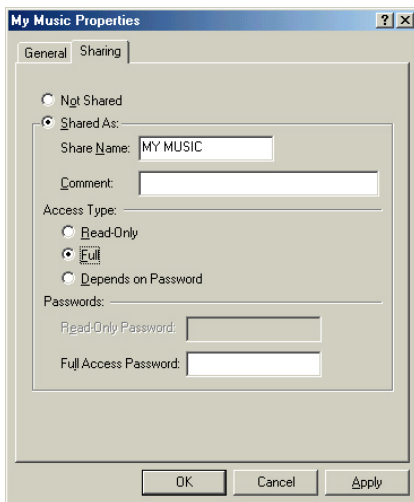 My Music Properties
General Sharing
Not Shared
Shared As:
Share Name: MY MUSIC
Comment:
Access Type:
Read-Only
Full
Depends on Password
Passwords:
Read-Only Password:
Full Access Password:
OK Cancel Apply